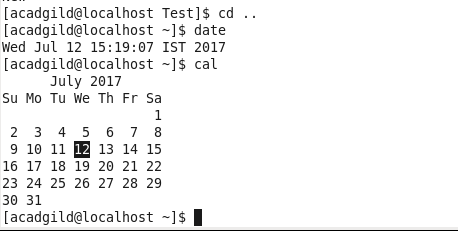 [acadgild@localhost Test]$ cd ..
[acadgild@localhost ~]$ date
Wed Jul 12 15:19:07 IST 2017
[acadgild@localhost ~]$ cal
      July 2017
Su Mo Tu We Th Fr Sa
                   1
 2  3  4  5  6  7  8
 9 10 11 12 13 14 15
16 17 18 19 20 21 22
23 24 25 26 27 28 29
30 31
[acadgild@localhost ~]$